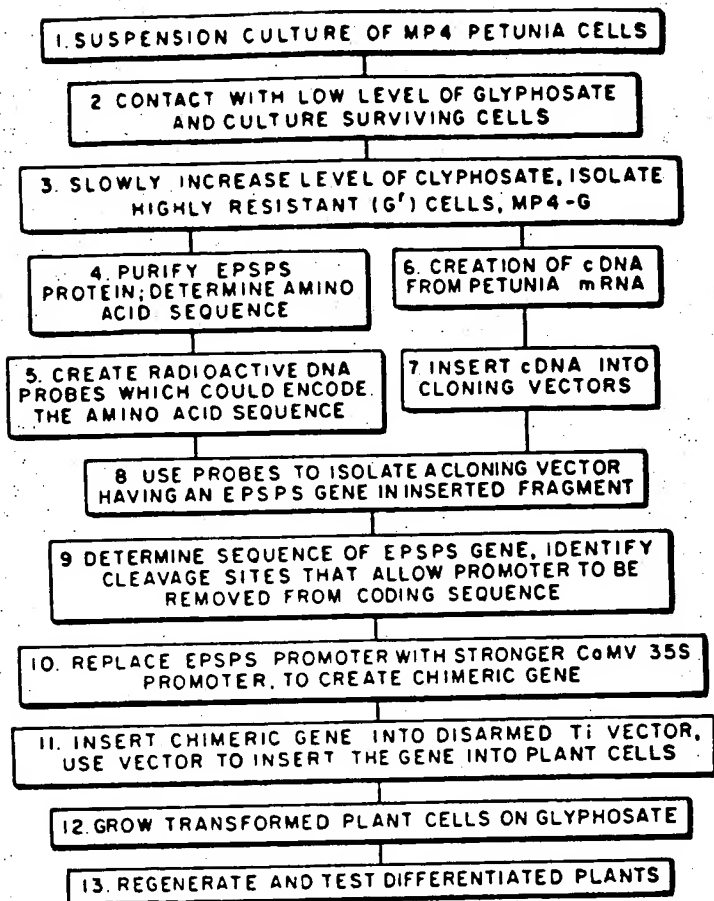 1. SUSPENSION CULTURE OF MP4 PETUNIA CELLS
2 CONTACT WITH LOW LEVEL OF GLYPHOSATE
AND CULTURE SURVIVING CELLS
3. SLOWLY INCREASE LEVEL OF CLYPHOSATE, ISOLATE
HIGHLY RESISTANT (Gʳ) CELLS, MP4-G
4. PURIFY EPSPS
PROTEIN; DETERMINE AMINO
ACID SEQUENCE
6. CREATION OF cDNA
FROM PETUNIA mRNA
5. CREATE RADIOACTIVE DNA
PROBES WHICH COULD ENCODE
THE AMINO ACID SEQUENCE
7. INSERT cDNA INTO
CLONING VECTORS
8 USE PROBES TO ISOLATE A CLONING VECTOR
HAVING AN EPSPS GENE IN INSERTED FRAGMENT
9 DETERMINE SEQUENCE OF EPSPS GENE, IDENTIFY
CLEAVAGE SITES THAT ALLOW PROMOTER TO BE
REMOVED FROM CODING SEQUENCE
10. REPLACE EPSPS PROMOTER WITH STRONGER CaMV 35S
PROMOTER, TO CREATE CHIMERIC GENE
11. INSERT CHIMERIC GENE INTO DISARMED Ti VECTOR,
USE VECTOR TO INSERT THE GENE INTO PLANT CELLS
12. GROW TRANSFORMED PLANT CELLS ON GLYPHOSATE
13. REGENERATE AND TEST DIFFERENTIATED PLANTS